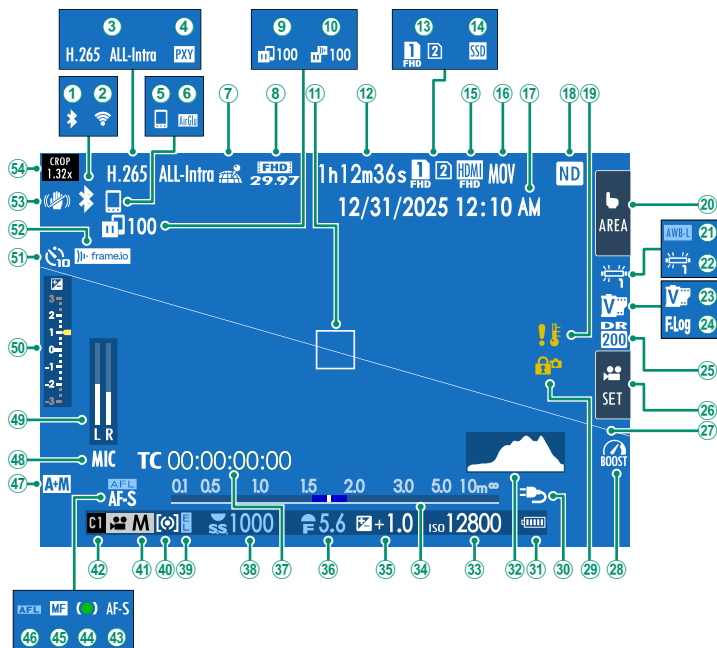 3 4 9 10 13 14
H.265 ALL-Intra PXY 100 100 1 FHD 2 SSD
1 2 5 6 7 8 11 12 15 16 17 18 19
AirGlu
54 CROP 1.32x
H.265 ALL-Intra FHD 29.97 1h12m36s 1 FHD 2 HDMI FHD MOV ND
53 12/31/2025 12:10 AM
AREA 20
52 100
51 10 frame.io
AWB-L 21
1 1 22
V V 23
F.Log 24
DR 200
25
50 3 2 1 0 -1 -2 -3
SET 26
27
49 L R
48 MIC TC 00:00:00:00
BOOST
47 A+M
AFL
AF-S
0.1 0.5 1.0 1.5 2.0 3.0 5.0 10m ∞
C1 M E L S.S. 1000 F 5.6 +1.0 ISO 12800
42 41 40 39 38 37 36 35 34 33 32 31 30 29 28
AFL MF AF-S
46 45 44 43